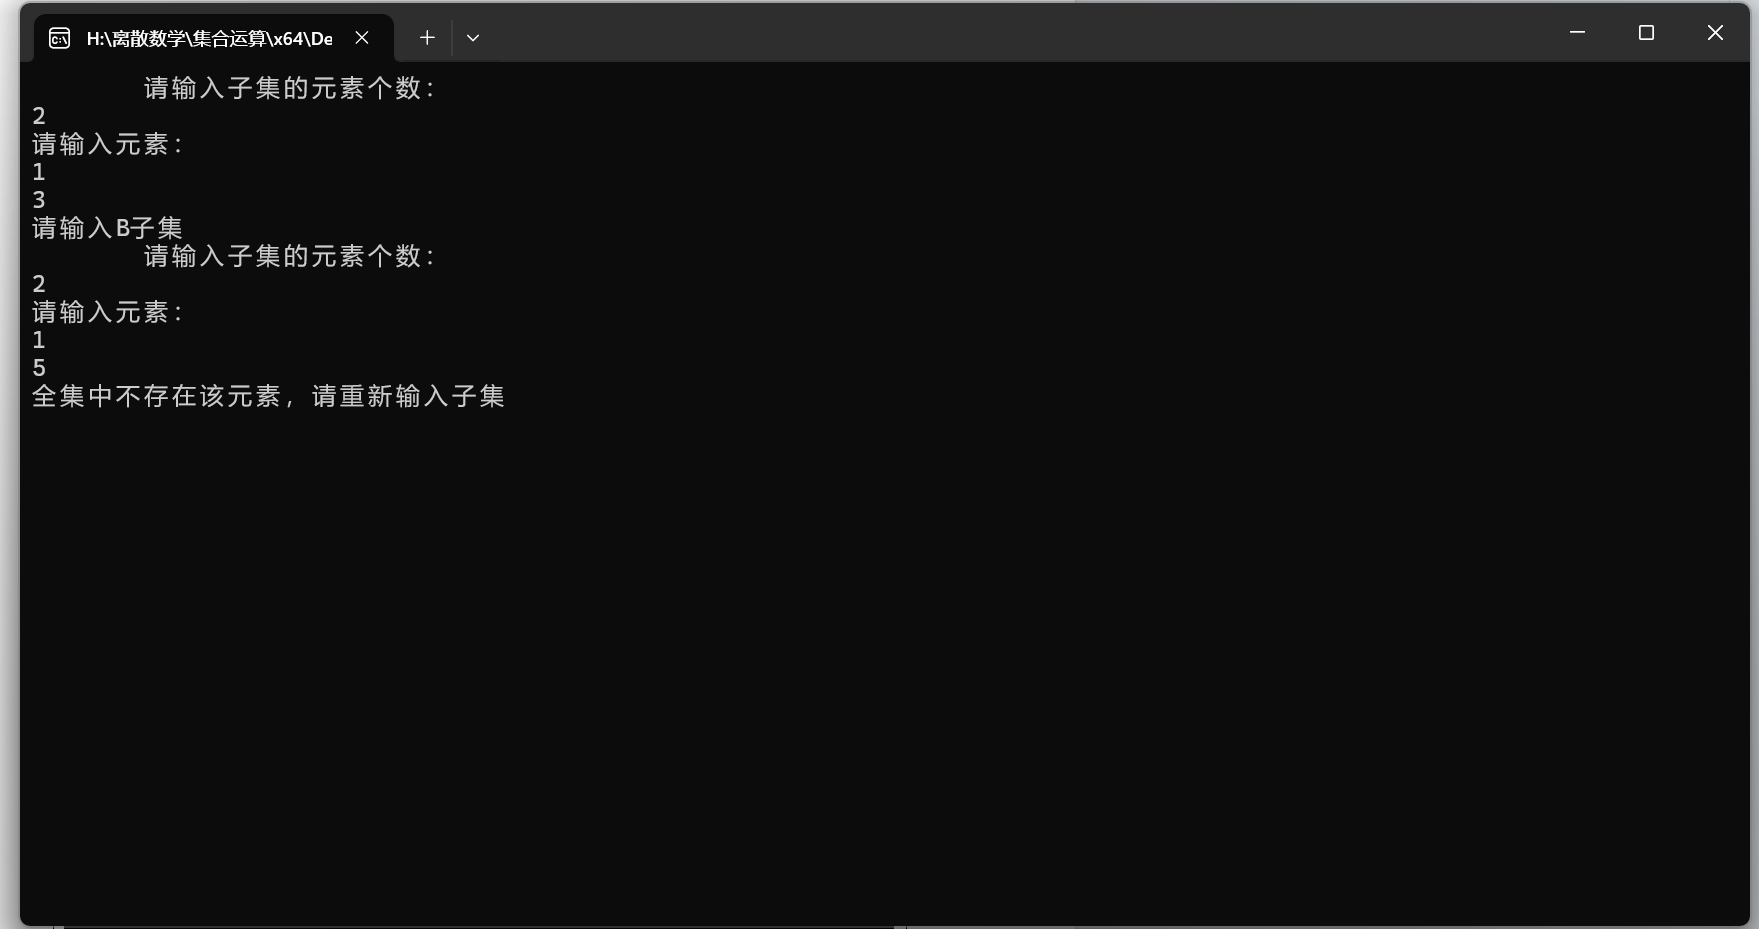 H:\离散数学\集合运算\x64\De
请输入子集的元素个数：
2
请输入元素：
1
3
请输入B子集
请输入子集的元素个数：
2
请输入元素：
1
5
全集中不存在该元素，请重新输入子集